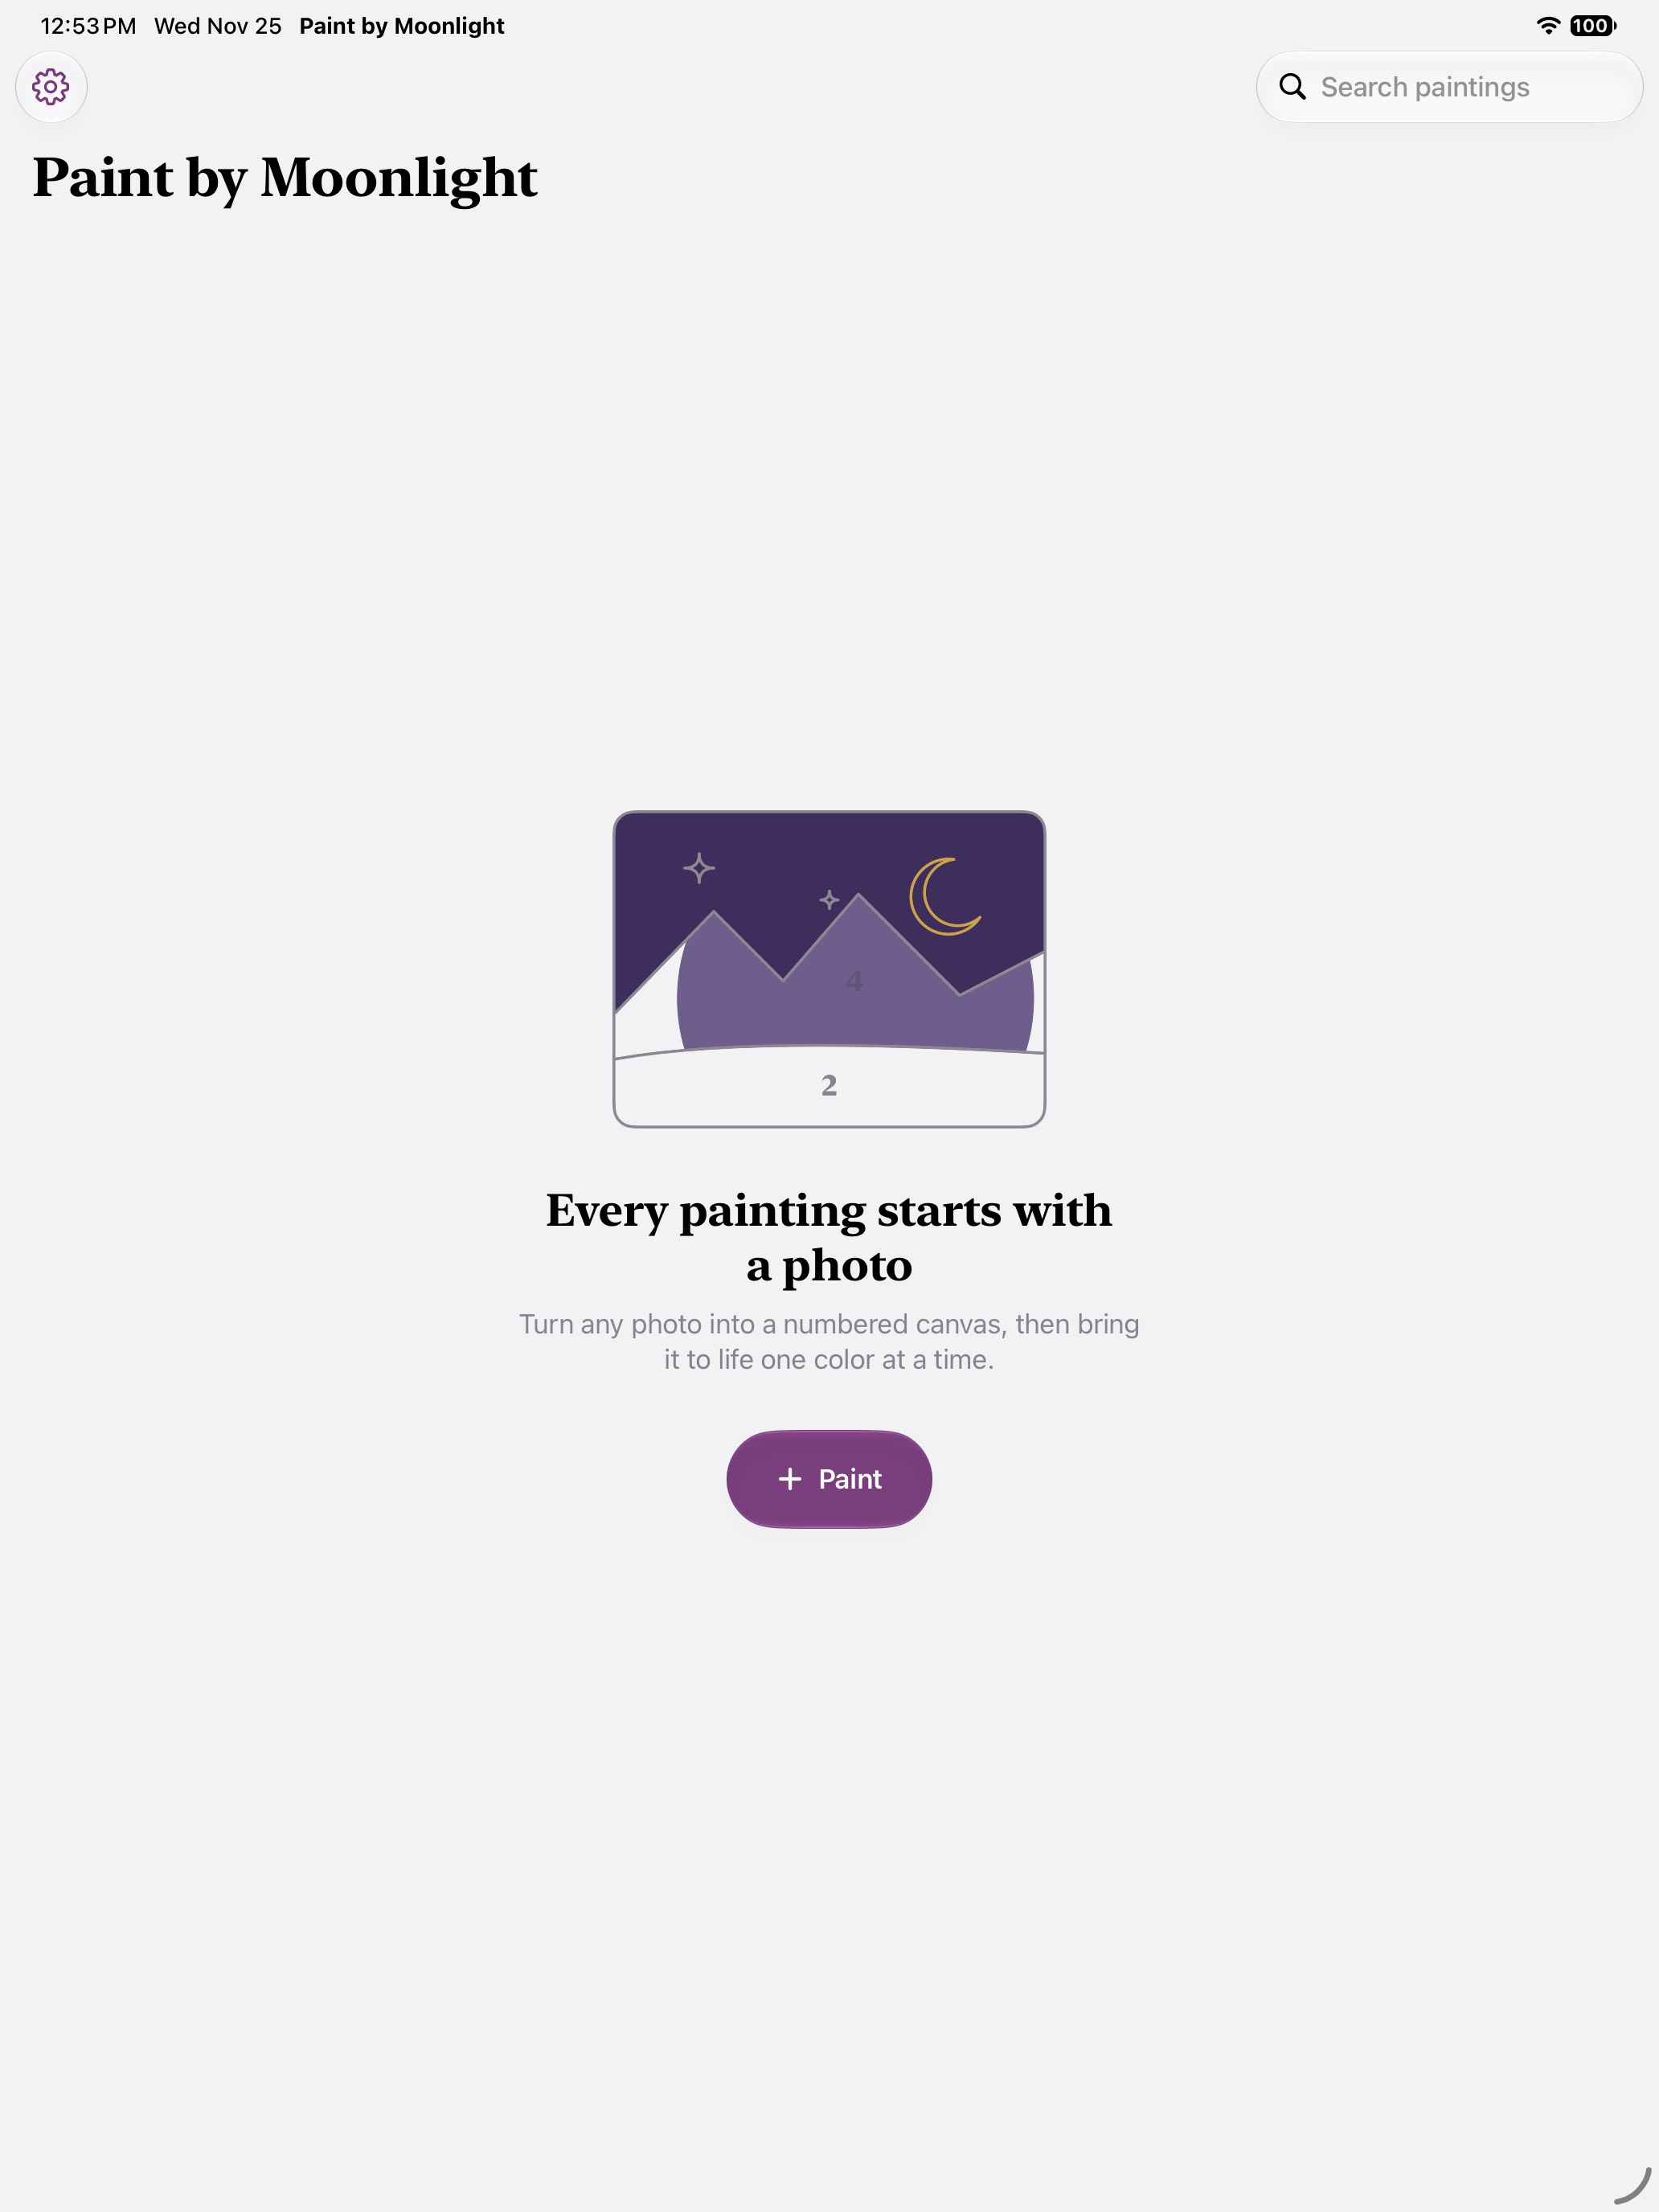 12:53 PM Wed Nov 25 Paint by Moonlight
100
Search paintings
Paint by Moonlight
4
2
Every painting starts with
a photo
Turn any photo into a numbered canvas, then bring
it to life one color at a time.
+ Paint